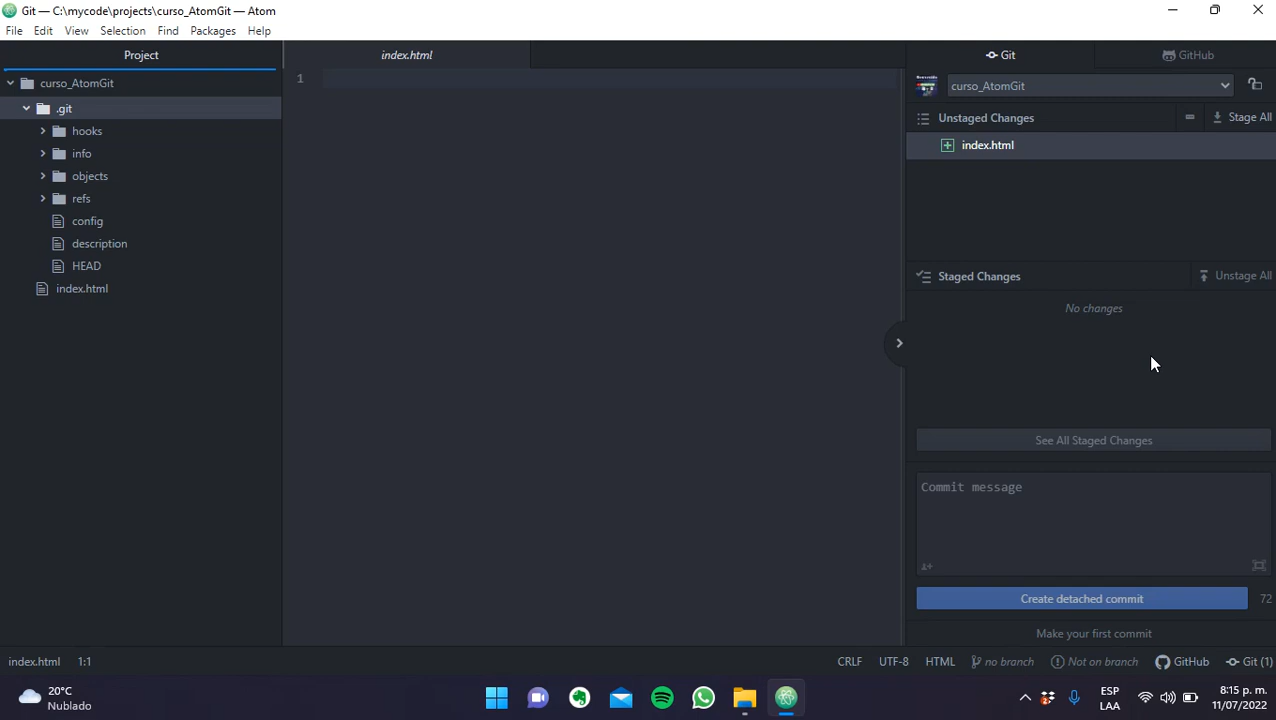 Git — C:\mycode\projects\curso_AtomGit — Atom
File Edit View Selection Find Packages Help
Project
index.html
Git
GitHub
curso_AtomGit
.git
hooks
info
objects
refs
config
description
HEAD
index.html
1
curso_AtomGit
Unstaged Changes
Stage All
index.html
Staged Changes
Unstage All
No changes
See All Staged Changes
Commit message
Create detached commit 72
Make your first commit
index.html 1:1
CRLF UTF-8 HTML no branch Not on branch GitHub Git (1)
20°C
Nublado
ESP
LAA
8:15 p. m.
11/07/2022